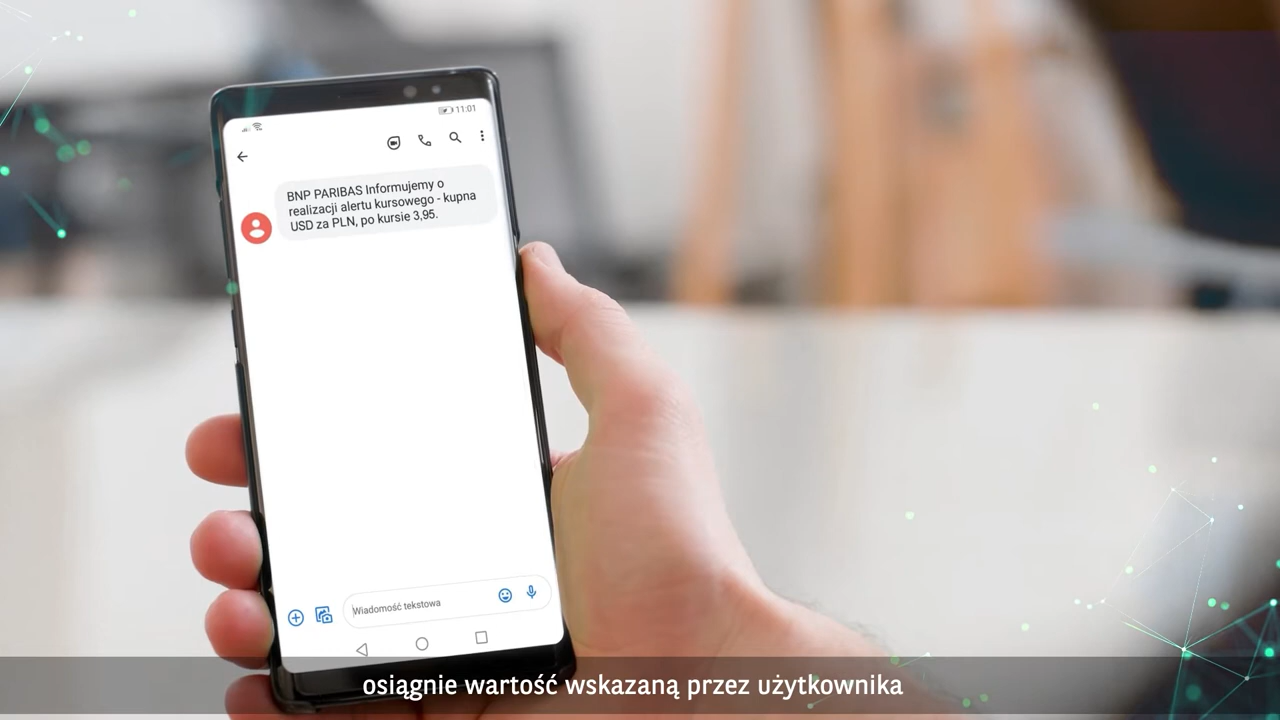 11:01
BNP PARIBAS Informujemy o
realizacji alertu kursowego - kupna
USD za PLN, po kursie 3,95.
Wiadomość tekstowa
osiągnie wartość wskazaną przez użytkownika